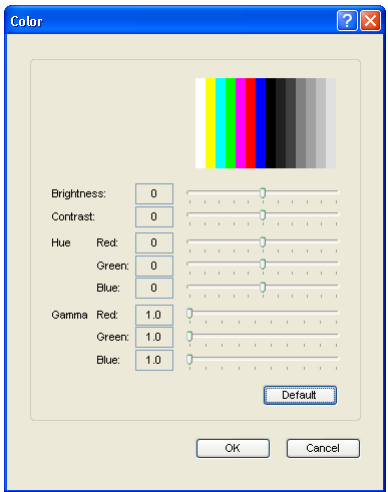 Color
Brightness: 0
Contrast: 0
Hue Red: 0
Green: 0
Blue: 0
Gamma Red: 1.0
Green: 1.0
Blue: 1.0
Default
OK Cancel